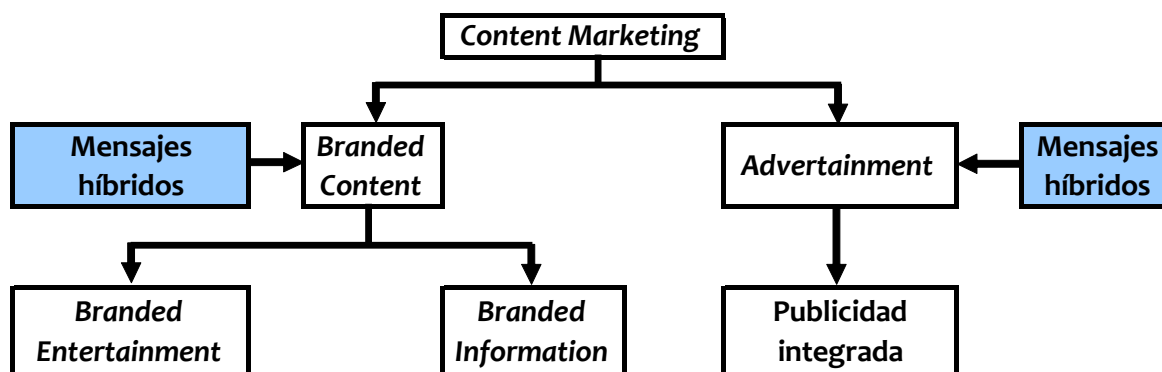 Content Marketing
Mensajes
híbridos
Branded
Content
Advertainment
Mensajes
híbridos
Branded
Entertainment
Branded
Information
Publicidad
integrada